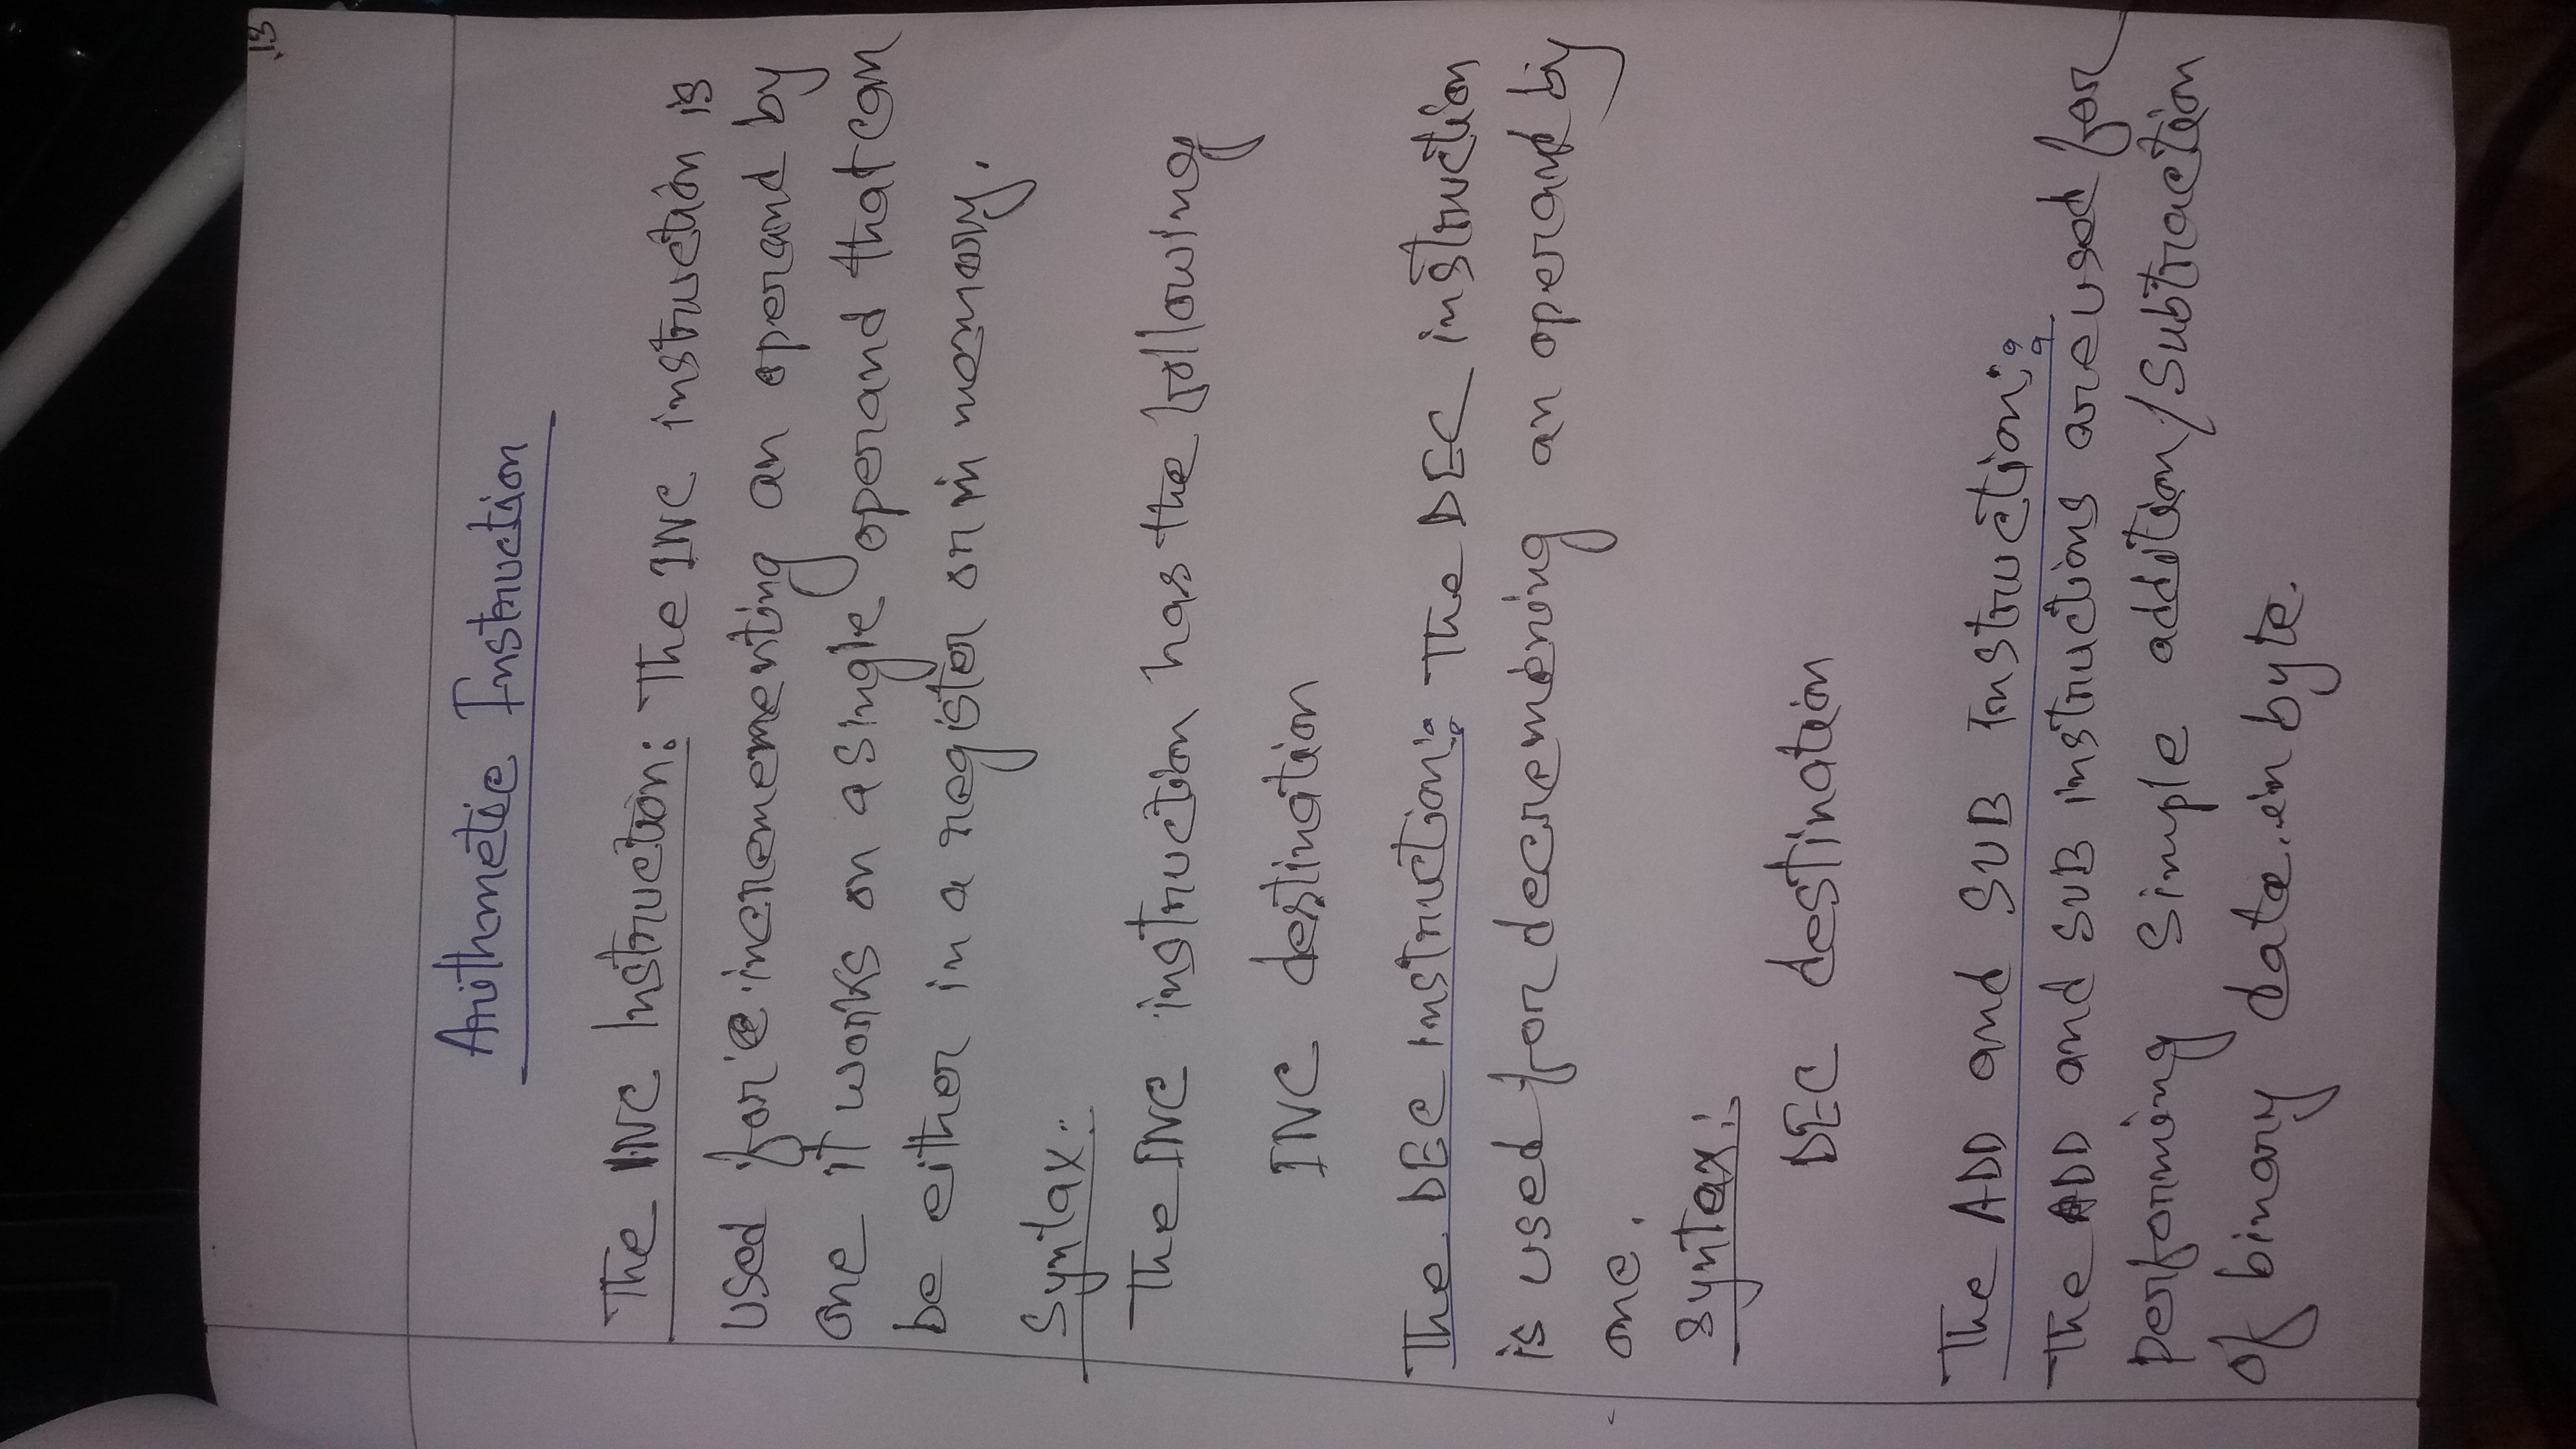 13
Arithmetic Instruction
The INC Instruction: The INC instruction is
used for incremementing an operand by
one it works on a single operand that can
be either in a register or in memory.
Syntax:
The INC instruction has the following
INC destination
The DEC instruction: The DEC instruction
is used for decremening an operand by
one.
Syntax:
DEC destination
The ADD and SUB Instruction:
The ADD and SUB instructions are used for
performing simple addition/subtraction
of binary data in byte.